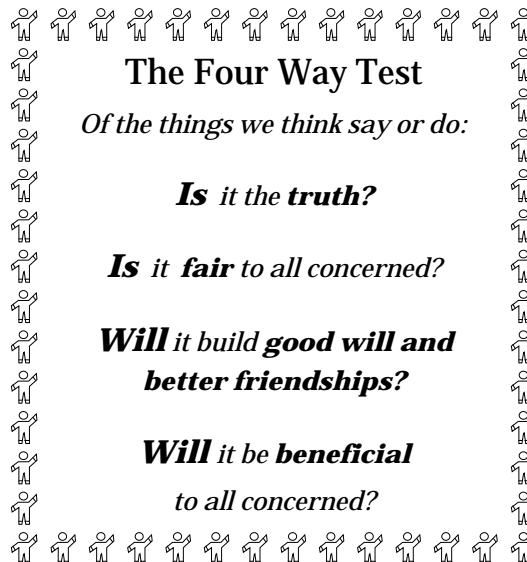 The Four Way Test
Of the things we think say or do:
Is it the truth?
Is it fair to all concerned?
Will it build good will and
better friendships?
Will it be beneficial
to all concerned?